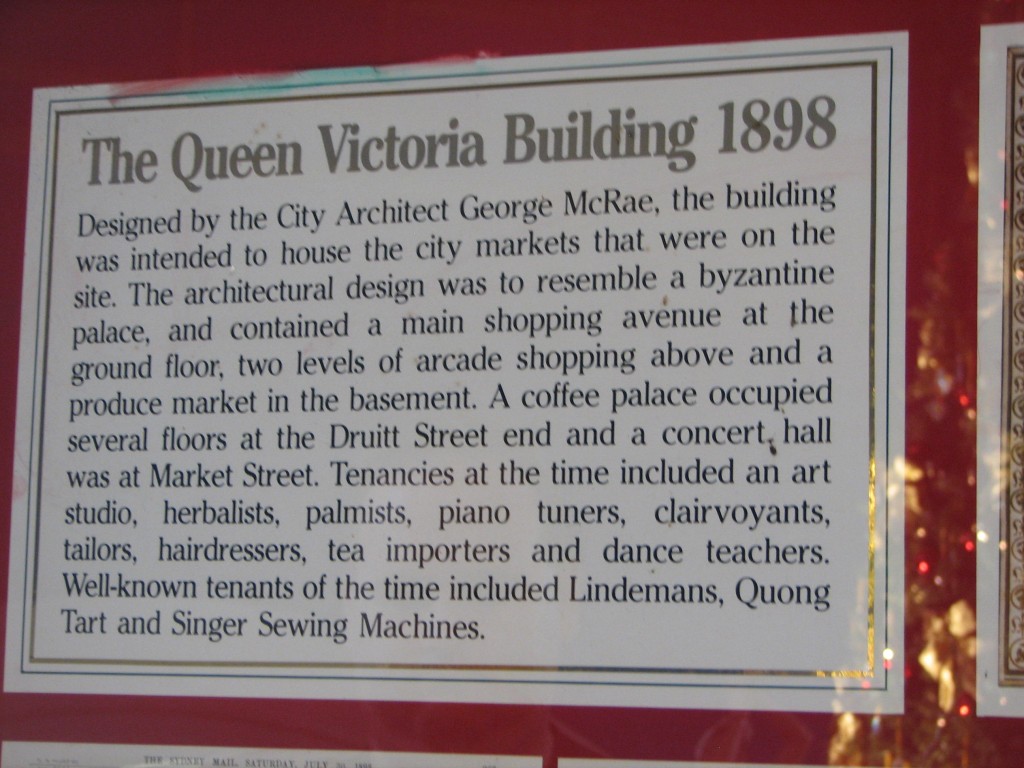 The Queen Victoria Building 1898
Designed by the City Architect George McRae, the building
was intended to house the city markets that were on the
site. The architectural design was to resemble a byzantine
palace, and contained a main shopping avenue at the
ground floor, two levels of arcade shopping above and a
produce market in the basement. A coffee palace occupied
several floors at the Druitt Street end and a concert hall
was at Market Street. Tenancies at the time included an art
studio, herbalists, palmists, piano tuners, clairvoyants,
tailors, hairdressers, tea importers and dance teachers.
Well-known tenants of the time included Lindemans, Quong
Tart and Singer Sewing Machines.
THE SYDNEY MAIL, SATURDAY, JULY